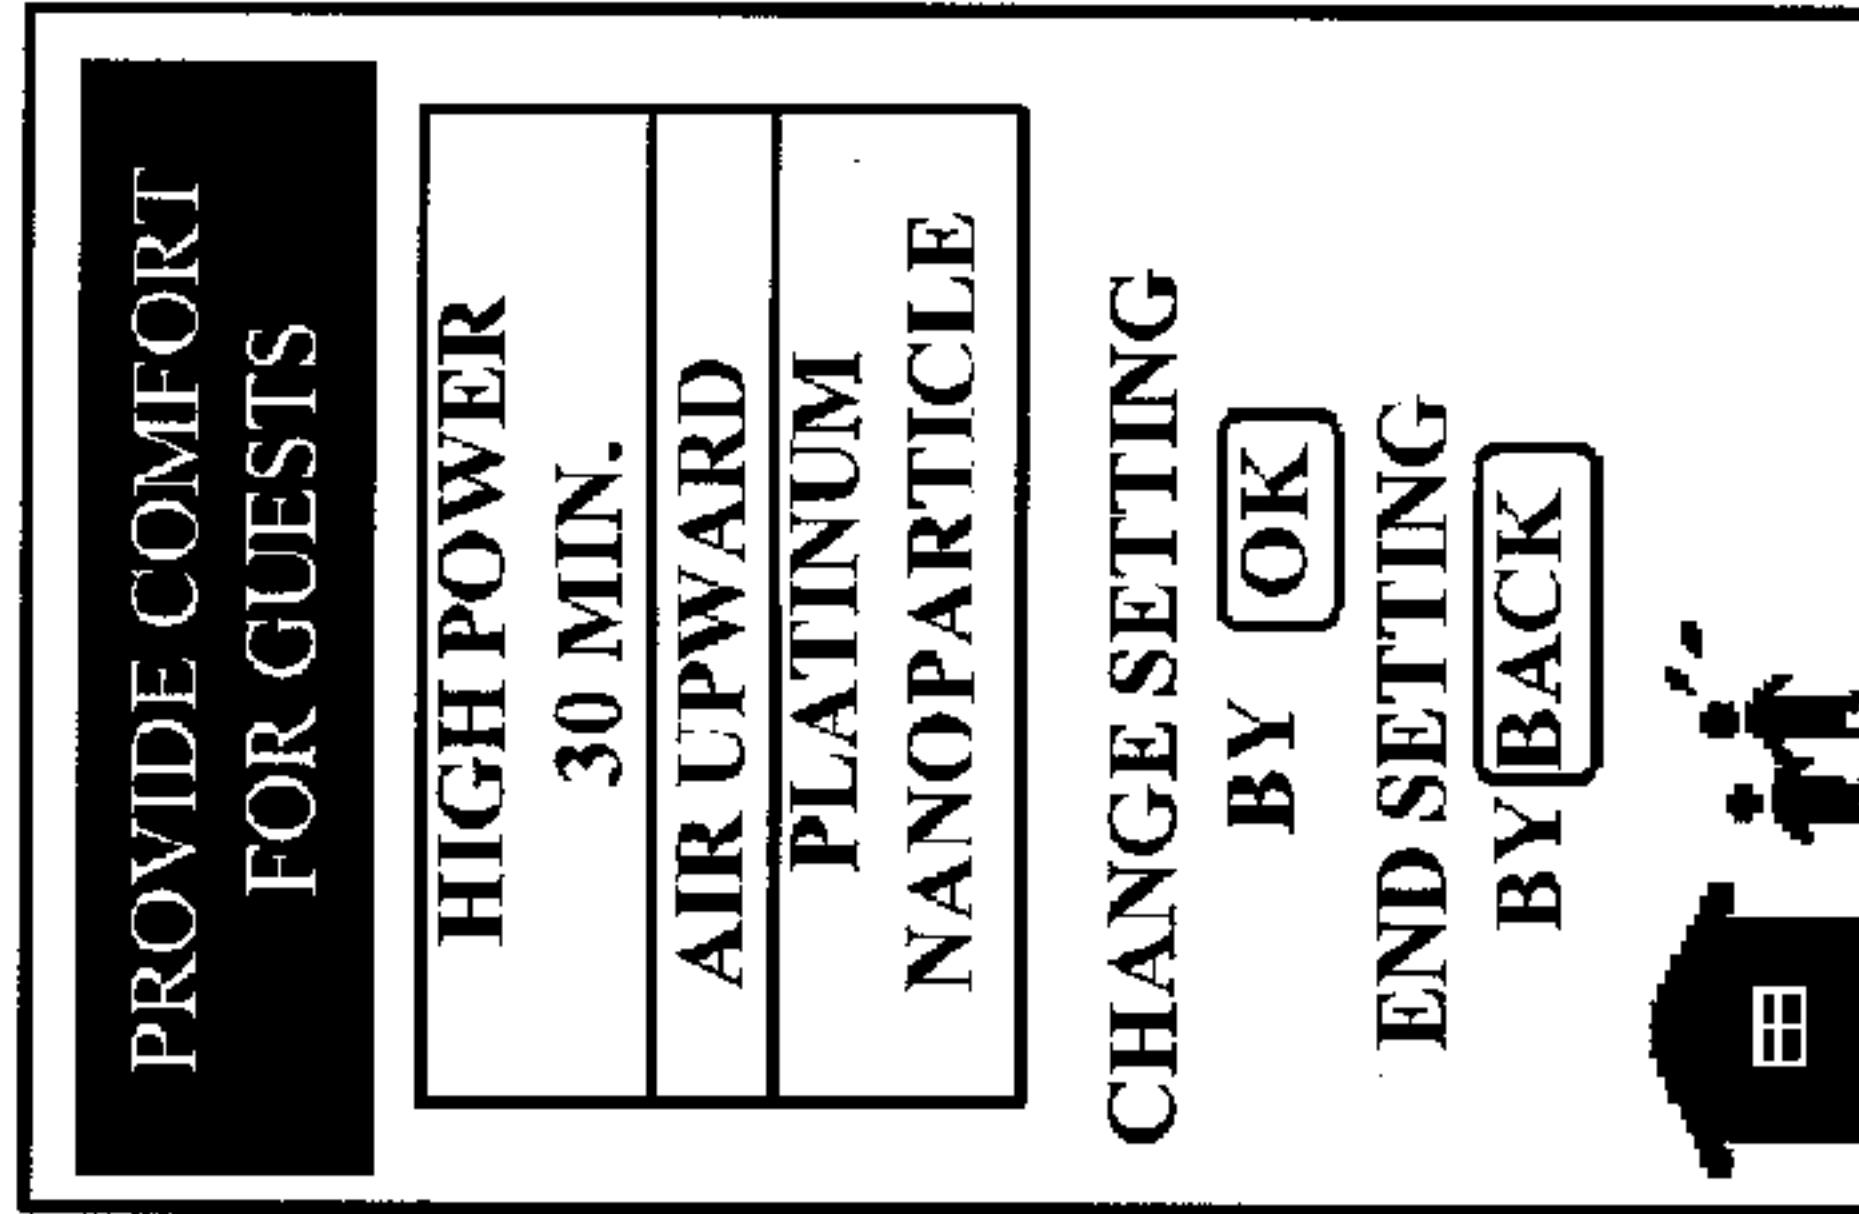 PROVIDE COMFORT
FOR GUESTS
HIGH POWER
30 MIN.
AIR UPWARD
PLATINUM
NANOPARTICLE
CHANGE SETTING
BY OK
END SETTING
BY BACK